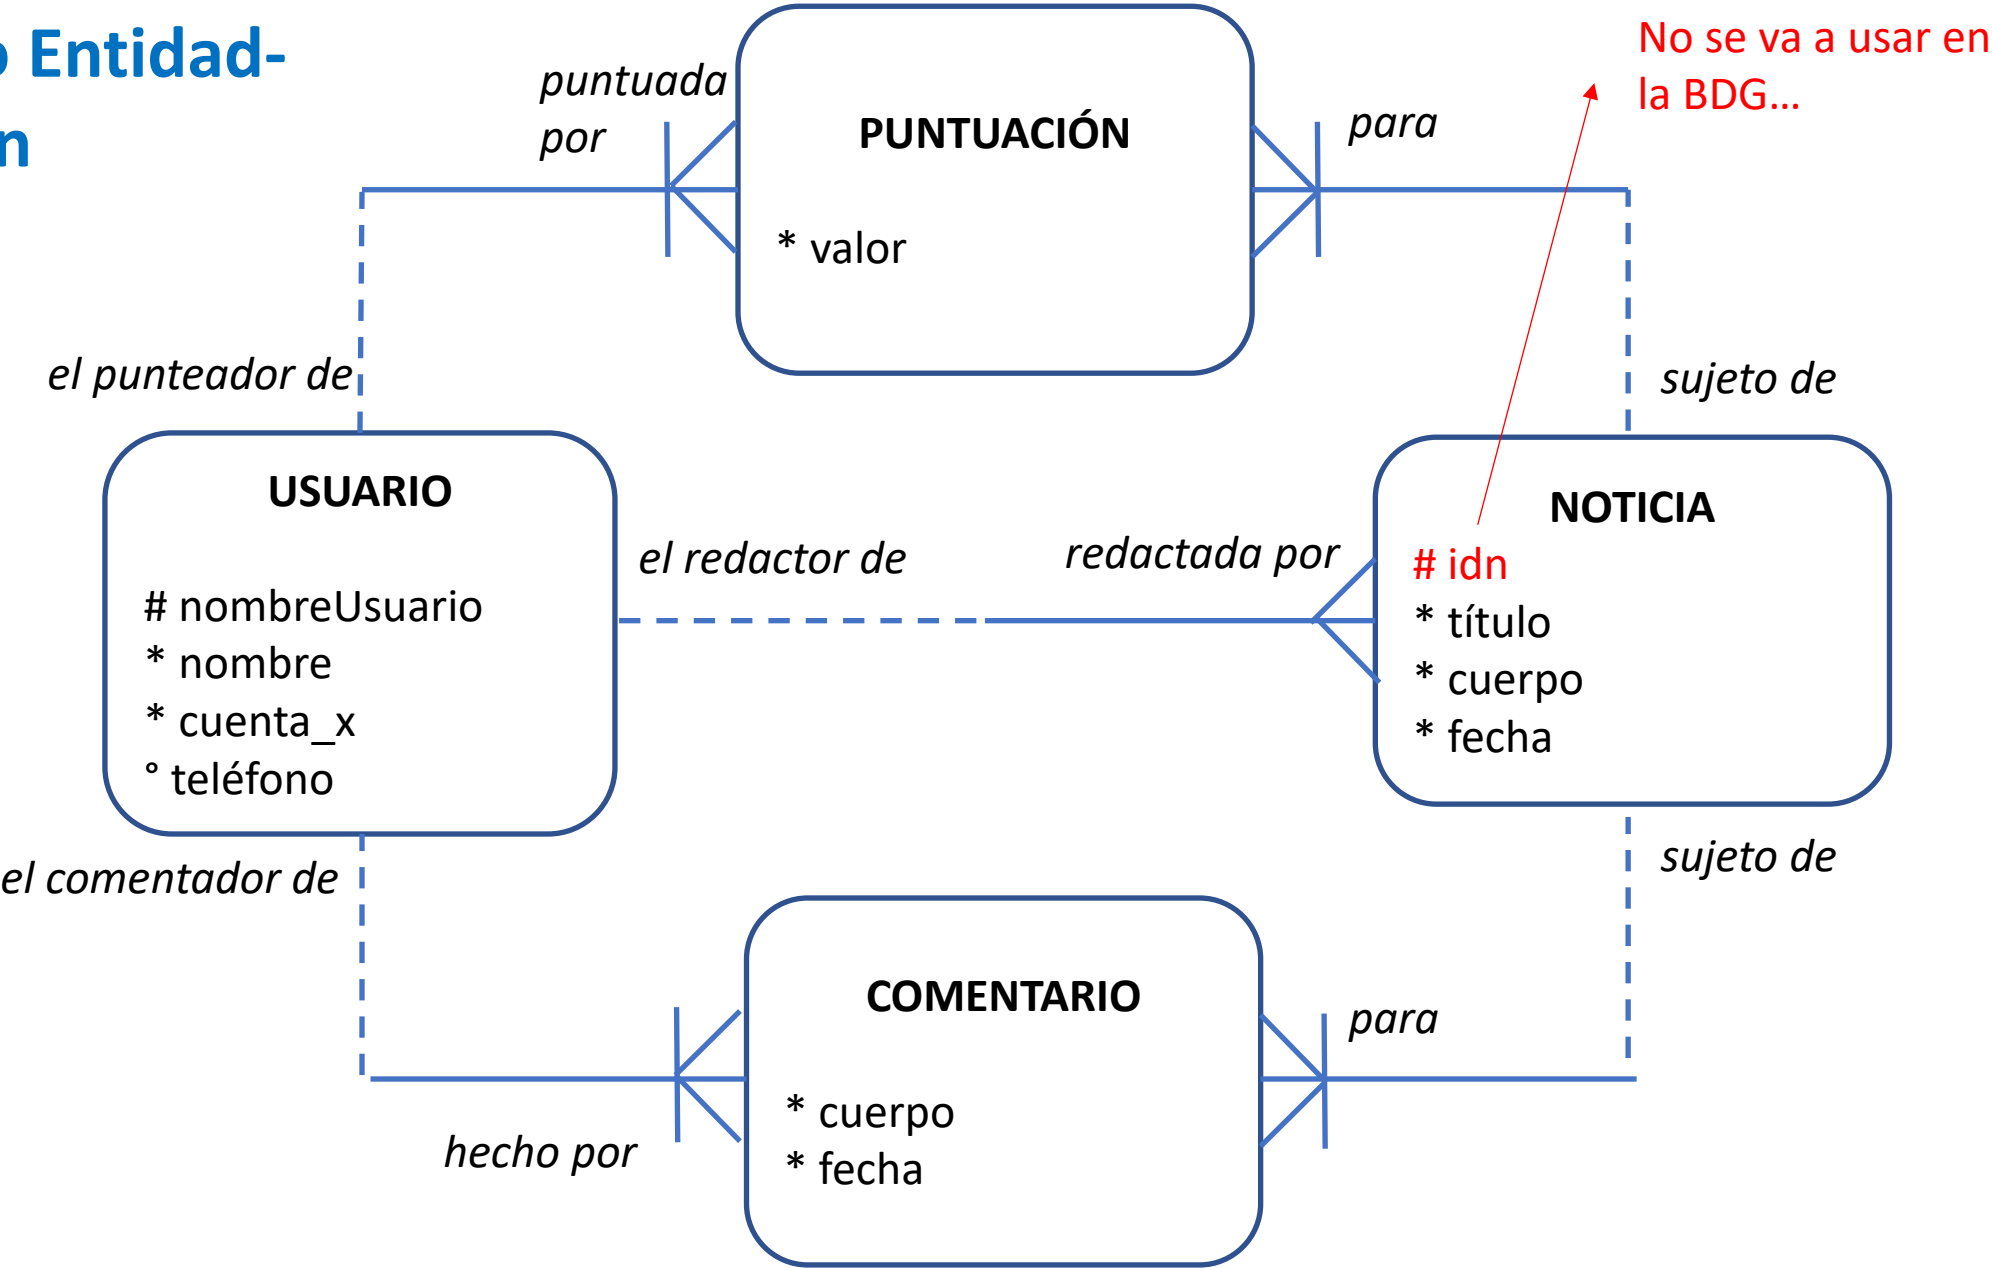 o Entidad-
n
puntuada
por
PUNTUACIÓN
* valor
para
No se va a usar en
la BDG...
el punteador de
sujeto de
USUARIO
# nombreUsuario
* nombre
* cuenta_x
° teléfono
el redactor de
redactada por
NOTICIA
# idn
* título
* cuerpo
* fecha
el comentador de
sujeto de
COMENTARIO
* cuerpo
* fecha
hecho por
para